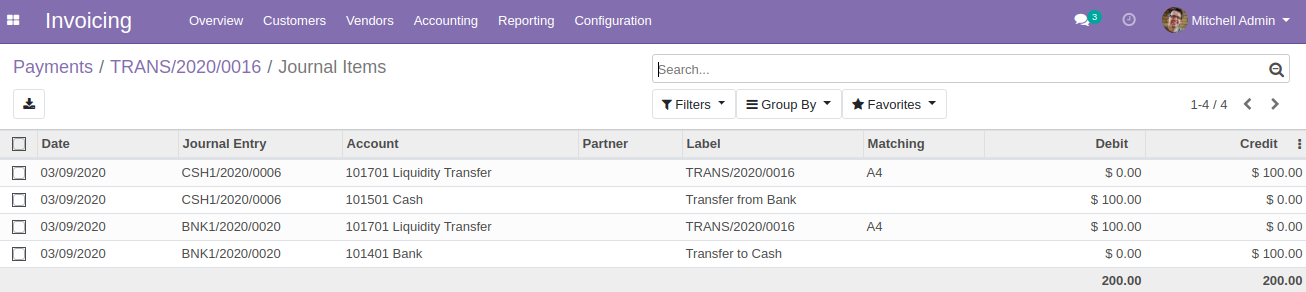 Invoicing Overview Customers Vendors Accounting Reporting Configuration 3 Mitchell Admin
Payments / TRANS/2020/0016 / Journal Items
Search...
Filters Group By Favorites 1-4 / 4
Date Journal Entry Account Partner Label Matching Debit Credit
03/09/2020 CSH1/2020/0006 101701 Liquidity Transfer TRANS/2020/0016 A4 $ 0.00 $ 100.00
03/09/2020 CSH1/2020/0006 101501 Cash Transfer from Bank $ 100.00 $ 0.00
03/09/2020 BNK1/2020/0020 101701 Liquidity Transfer TRANS/2020/0016 A4 $ 100.00 $ 0.00
03/09/2020 BNK1/2020/0020 101401 Bank Transfer to Cash $ 0.00 $ 100.00
200.00 200.00